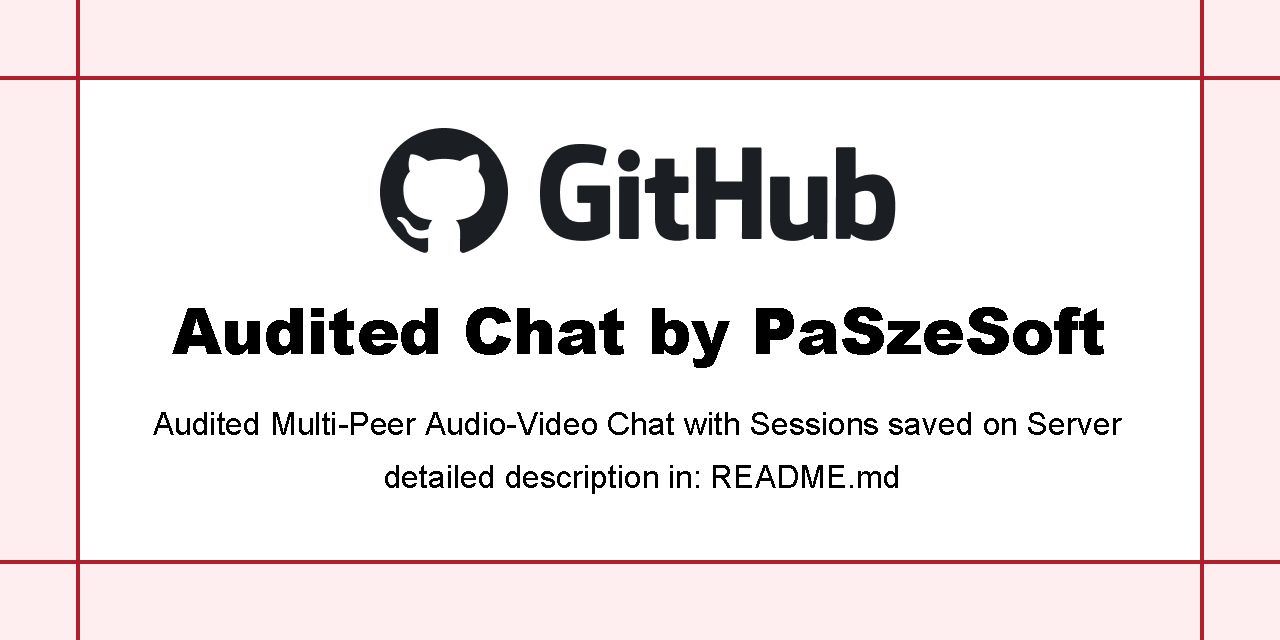 GitHub
Audited Chat by PaSzeSoft
Audited Multi-Peer Audio-Video Chat with Sessions saved on Server
detailed description in: README.md